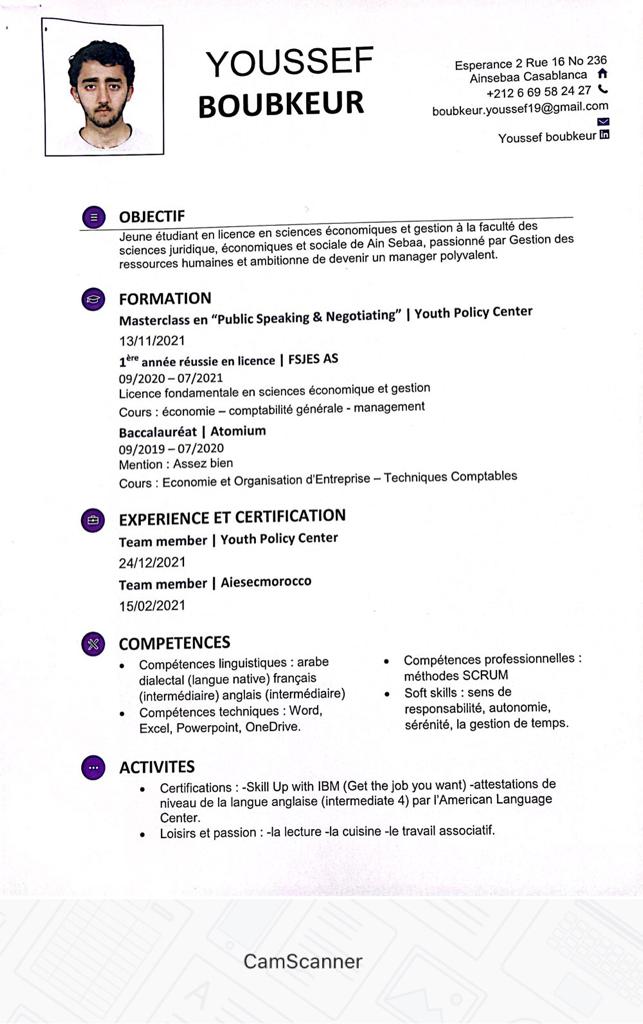 YOUSSEF
BOUBKEUR
Esperance 2 Rue 16 No 236
Ainsebaa Casablanca
+212 6 69 58 24 27
boubkeur.youssef19@gmail.com
Youssef boubkeur
OBJECTIF
Jeune étudiant en licence en sciences économiques et gestion à la faculté des
sciences juridique, économiques et sociale de Ain Sebaa, passionné par Gestion des
ressources humaines et ambitionne de devenir un manager polyvalent.
FORMATION
Masterclass en “Public Speaking & Negotiating” | Youth Policy Center
13/11/2021
1ère année réussie en licence | FSJES AS
09/2020 – 07/2021
Licence fondamentale en sciences économique et gestion
Cours : économie – comptabilité générale - management
Baccalauréat | Atomium
09/2019 – 07/2020
Mention : Assez bien
Cours : Economie et Organisation d'Entreprise – Techniques Comptables
EXPERIENCE ET CERTIFICATION
Team member | Youth Policy Center
24/12/2021
Team member | Aiesecmorocco
15/02/2021
COMPETENCES
• Compétences linguistiques : arabe
dialectal (langue native) français
(intermédiaire) anglais (intermédiaire)
• Compétences techniques : Word,
Excel, Powerpoint, OneDrive.
• Compétences professionnelles :
méthodes SCRUM
• Soft skills : sens de
responsabilité, autonomie,
sérénité, la gestion de temps.
ACTIVITES
• Certifications : -Skill Up with IBM (Get the job you want) -attestations de
niveau de la langue anglaise (intermediate 4) par l'American Language
Center.
• Loisirs et passion : -la lecture -la cuisine -le travail associatif.
CamScanner